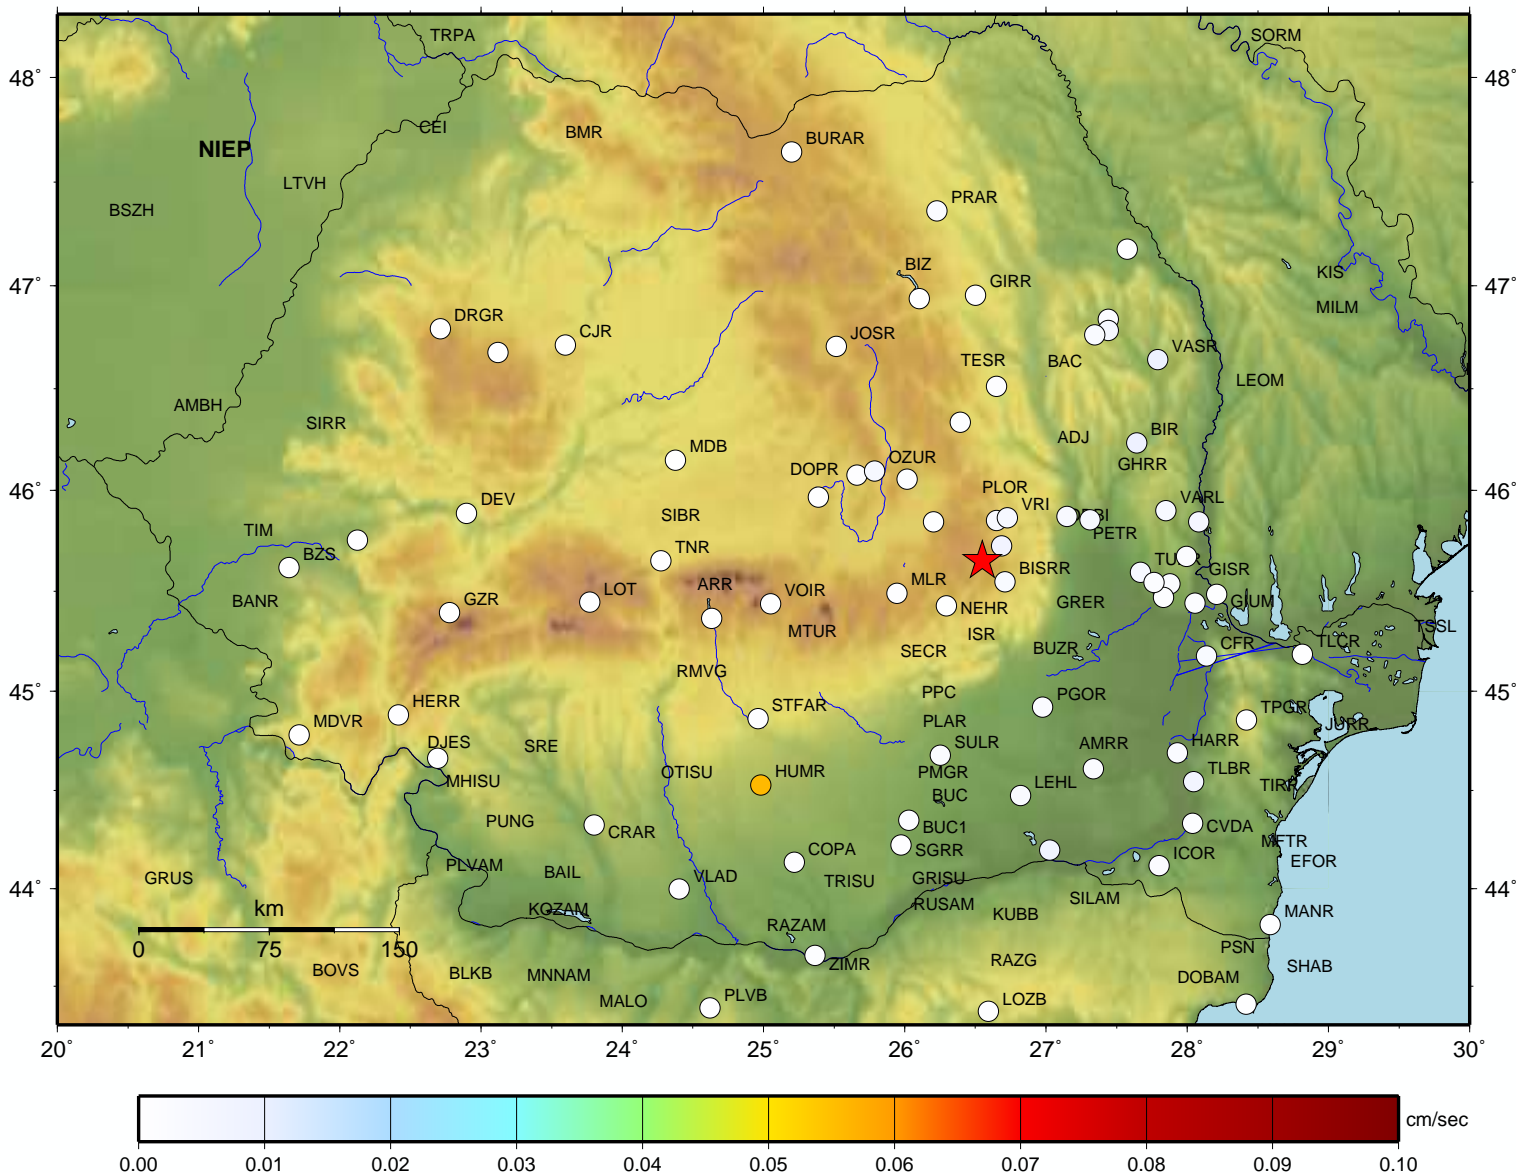 TRPA
SORM
48°
48°
CEI
BMR
BURAR
NIEP
LTVH
PRAR
BSZH
BIZ
KIS
47°
GIRR
47°
MILM
DRGR
CJR
JOSR
VASR
TESR
BAC
LEOM
AMBH
SIRR
BIR
ADJ
MDB
GHRR
DOPR
OZUR
46°
DEV
PLOR
VARL
46°
VRI
SIBR
TIM
PETR
TNR
BZS
BISRR
GISR
ARR
VOIR
MLR
GZR
LOT
BANR
NEHR
GRER
GIUM
MTUR
ISR
TSSL
SECR
BUZR
CFR
TLCR
RMVG
45°
PPC
PGOR
45°
HERR
STFAR
TPGR
MDVR
PLAR
JURR
DJES
SRE
SULR
AMRR
HARR
OTISU
HUMR
PMGR
TLBR
MHISU
LEHL
BUC
PUNG
CRAR
BUC1
CVDA
COPA
SGRR
MFTR
PLVAM
ICOR
EFOR
GRUS
BAIL
VLAD
TRISU
GRISU
44°
44°
RUSAM
SILAM
km
KOZAM
KUBB
MANR
RAZAM
0 75 150
PSN
BOVS
BLKB
MNNAM
ZIMR
RAZG
SHAB
DOBAM
MALO
PLVB
LOZB
20° 21° 22° 23° 24° 25° 26° 27° 28° 29° 30°
cm/sec
0.00 0.01 0.02 0.03 0.04 0.05 0.06 0.07 0.08 0.09 0.10